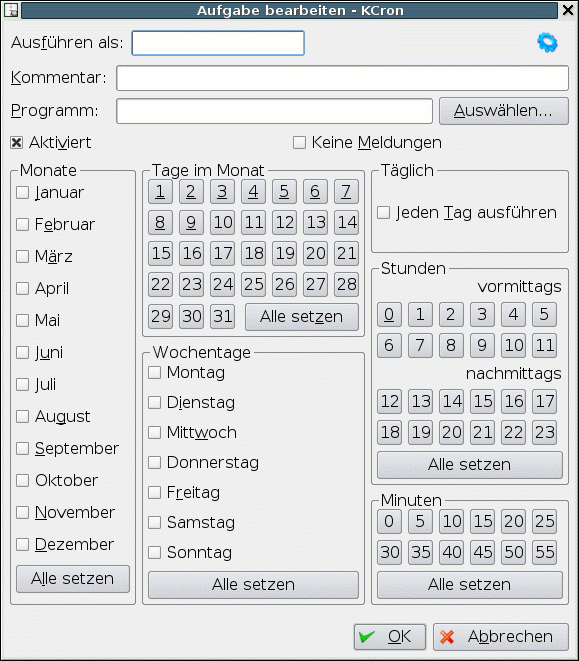 Aufgabe bearbeiten - KCron
Ausführen als:
Kommentar:
Programm:
Auswählen...
Aktiviert
Keine Meldungen
Monate
Januar
Februar
März
April
Mai
Juni
Juli
August
September
Oktober
November
Dezember
Alle setzen
Tage im Monat
1 2 3 4 5 6 7
8 9 10 11 12 13 14
15 16 17 18 19 20 21
22 23 24 25 26 27 28
29 30 31 Alle setzen
Wochentage
Montag
Dienstag
Mittwoch
Donnerstag
Freitag
Samstag
Sonntag
Alle setzen
Täglich
Jeden Tag ausführen
Stunden
vormittags
0 1 2 3 4 5
6 7 8 9 10 11
nachmittags
12 13 14 15 16 17
18 19 20 21 22 23
Alle setzen
Minuten
0 5 10 15 20 25
30 35 40 45 50 55
Alle setzen
OK
Abbrechen